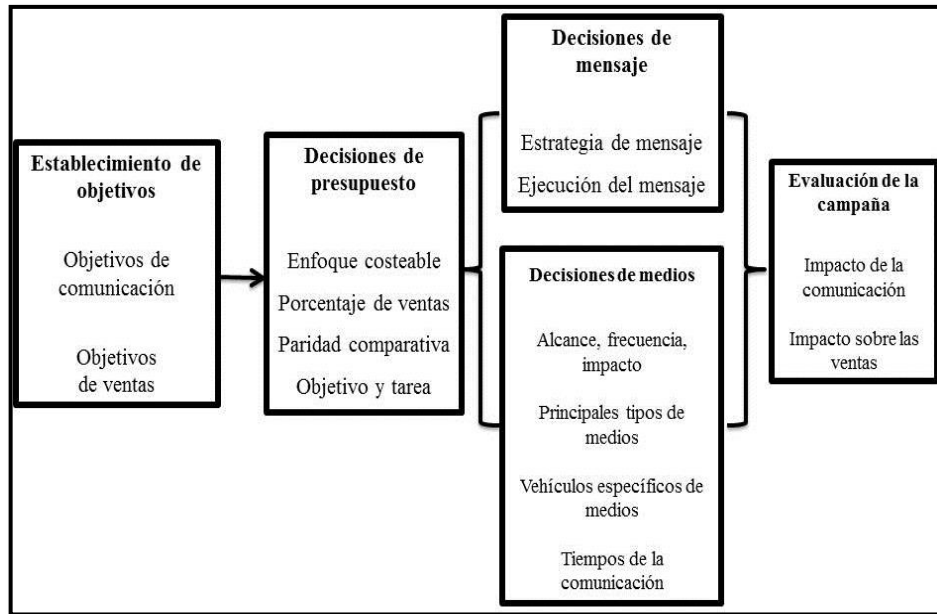 Establecimiento de
objetivos
Objetivos de
comunicación
Objetivos
de ventas
Decisiones de
presupuesto
Enfoque costeable
Porcentaje de ventas
Paridad comparativa
Objetivo y tarea
Decisiones de
mensaje
Estrategia de mensaje
Ejecución del mensaje
Decisiones de medios
Alcance, frecuencia,
impacto
Principales tipos de
medios
Vehículos específicos de
medios
Tiempos de la
comunicación
Evaluación de la
campaña
Impacto de la
comunicación
Impacto sobre las
ventas